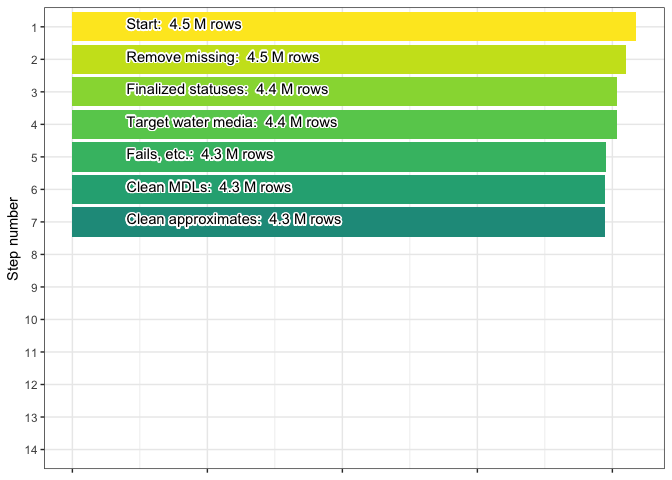 1
Start:  4.5 M rows
2
Remove missing:  4.5 M rows
3
Finalized statuses:  4.4 M rows
4
Target water media:  4.4 M rows
5
Fails, etc.:  4.3 M rows
6
Clean MDLs:  4.3 M rows
7
Clean approximates:  4.3 M rows
8
9
10
11
12
13
14
Step number